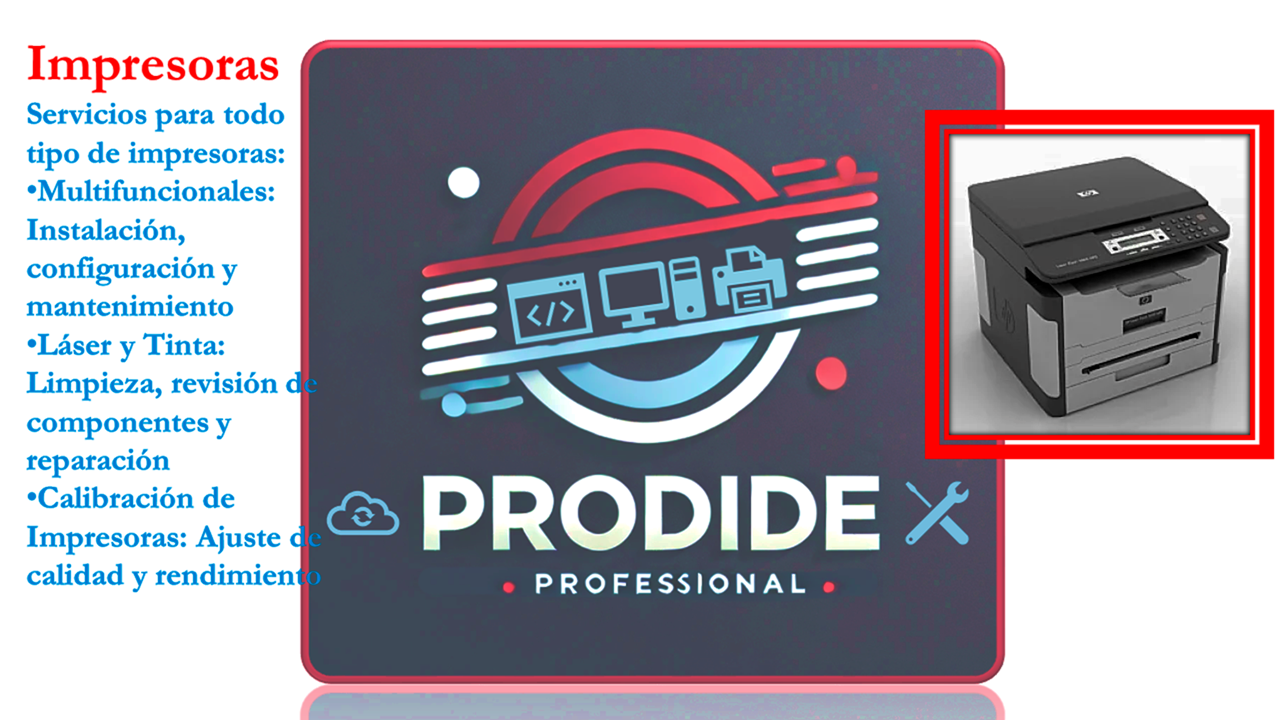 Impresoras
Servicios para todo
tipo de impresoras:
•Multifuncionales:
Instalación,
configuración y
mantenimiento
•Láser y Tinta:
Limpieza, revisión de
componentes y
reparación
•Calibración de
Impresoras: Ajuste de
calidad y rendimiento
</>
PRODIDE
• PROFESSIONAL •
hp